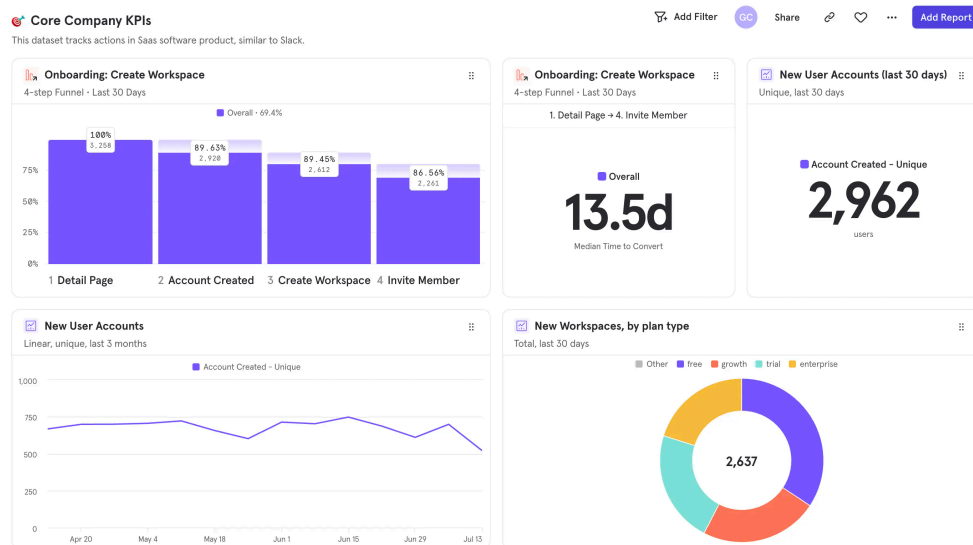 Core Company KPIs
Add Filter
GC
Share
Add Report
This dataset tracks actions in Saas software product, similar to Slack.
Onboarding: Create Workspace
4-step Funnel • Last 30 Days
Overall • 69.4%
100%
3,258
89.63%
2,920
89.45%
2,612
86.56%
2,261
75%
50%
25%
0%
1 Detail Page
2 Account Created
3 Create Workspace
4 Invite Member
Onboarding: Create Workspace
4-step Funnel • Last 30 Days
1. Detail Page → 4. Invite Member
Overall
13.5d
Median Time to Convert
New User Accounts (last 30 days)
Unique, last 30 days
Account Created - Unique
2,962
users
New User Accounts
Linear, unique, last 3 months
Account Created - Unique
1,000
750
500
250
0
Apr 20
May 4
May 18
Jun 1
Jun 15
Jun 29
Jul 13
New Workspaces, by plan type
Total, last 30 days
Other
free
growth
trial
enterprise
2,637